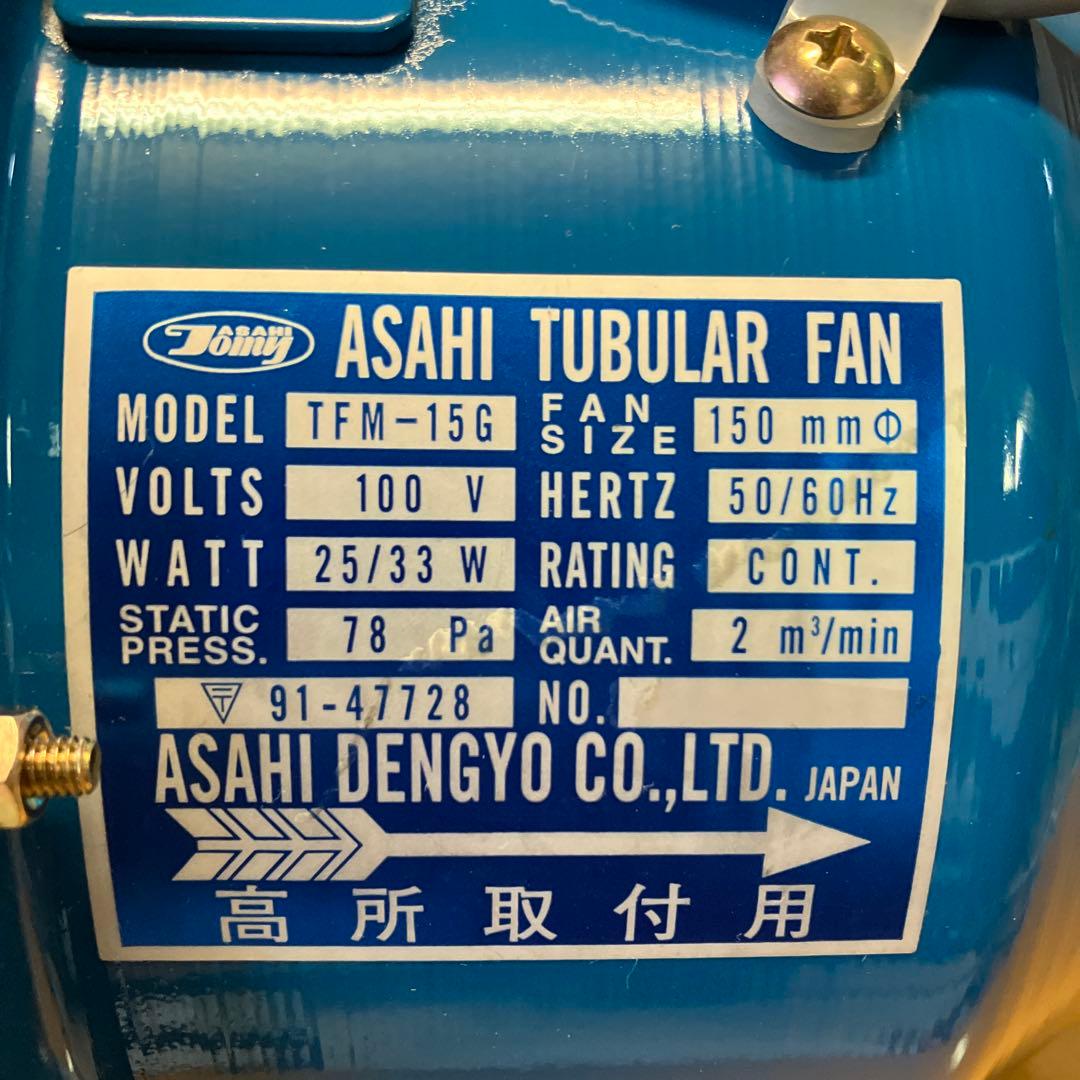 ASAHI Tomy ASAHI TUBULAR FAN
MODEL TFM-15G FAN SIZE 150 mmΦ
VOLTS 100 V HERTZ 50/60Hz
WATT 25/33 W RATING CONT.
STATIC PRESS. 78 Pa AIR QUANT. 2 m³/min
〒 91-47728 NO.
ASAHI DENGYO CO.,LTD. JAPAN
高所取付用